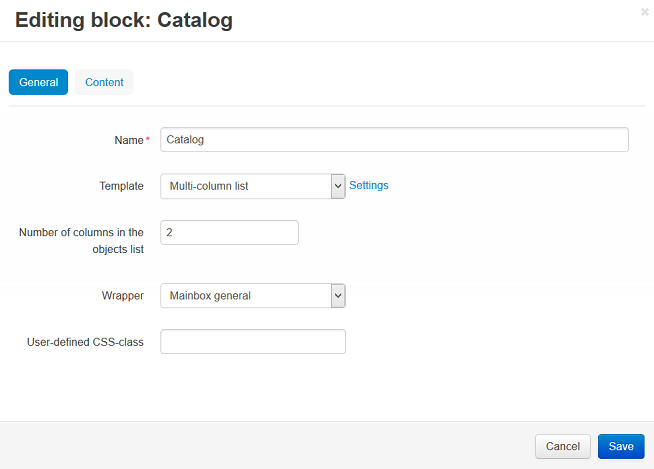 Editing block: Catalog
×
General
Content
Name*
Catalog
Template
Multi-column list
Settings
Number of columns in the
objects list
2
Wrapper
Mainbox general
User-defined CSS-class
Cancel
Save